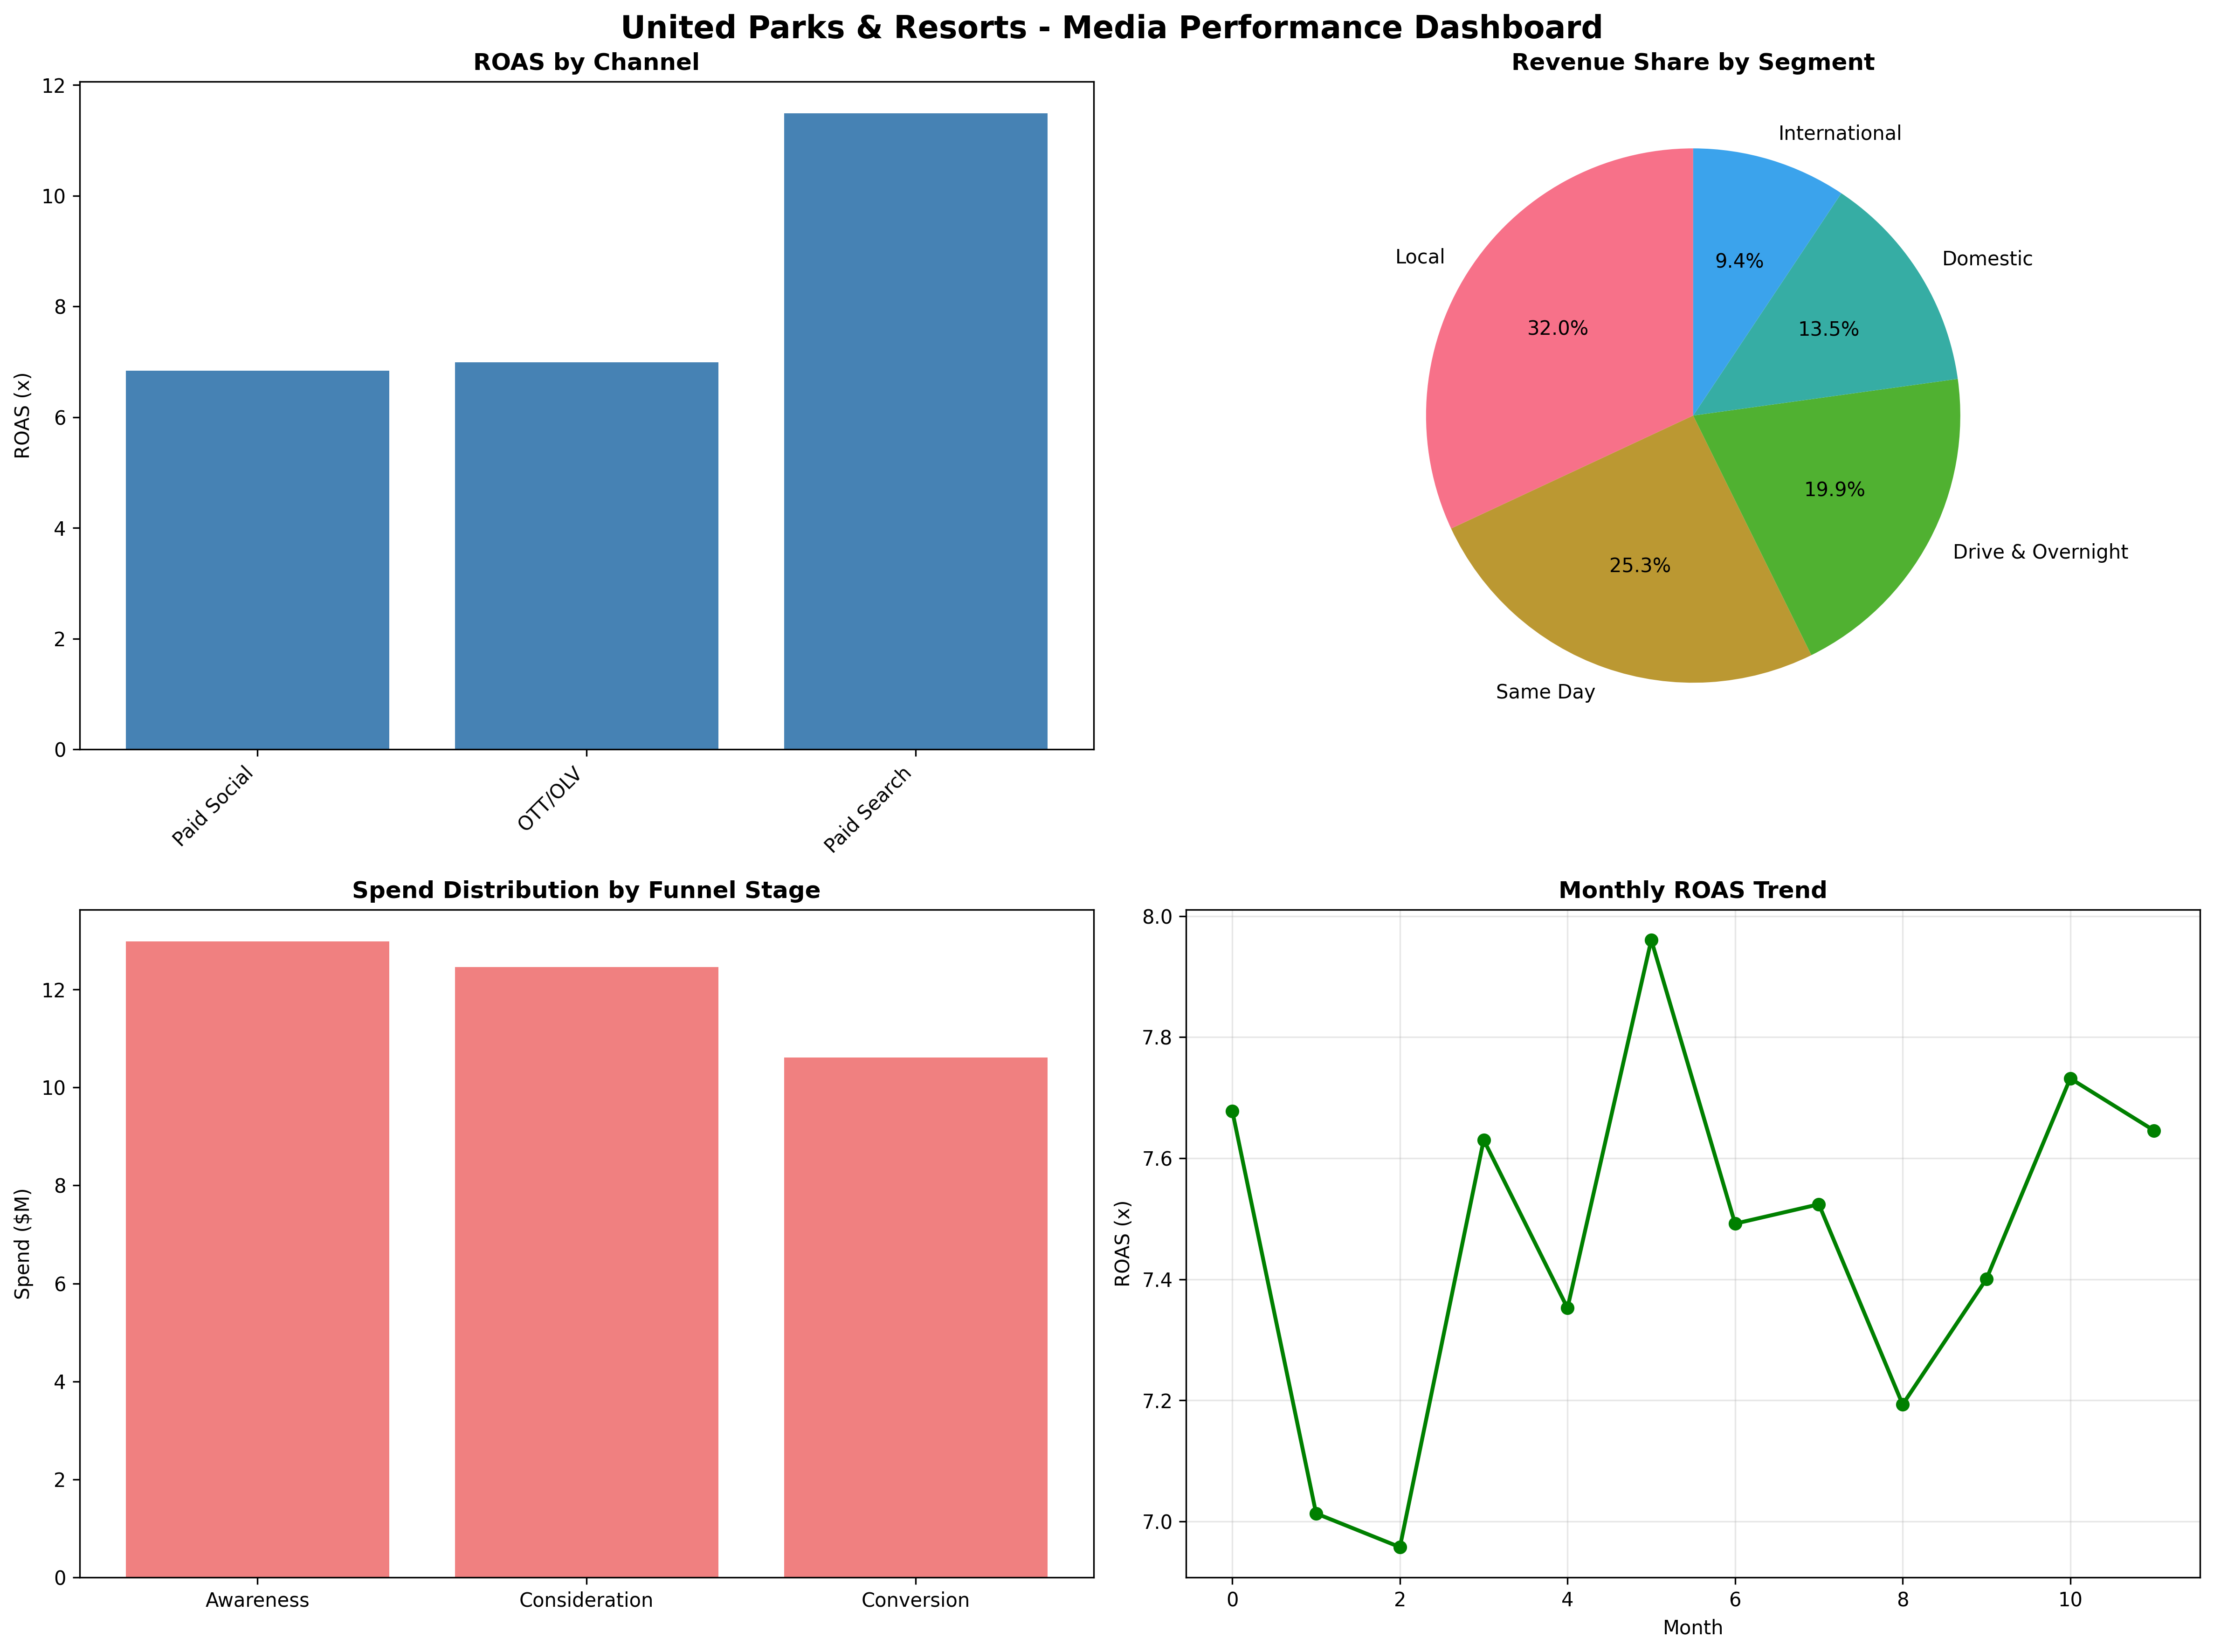 United Parks & Resorts - Media Performance Dashboard
ROAS by Channel
12
10
8
6
4
2
0
ROAS (x)
Paid Social
OTT/OLV
Paid Search
Revenue Share by Segment
International
Domestic
Local
9.4%
13.5%
32.0%
19.9%
25.3%
Drive & Overnight
Same Day
Spend Distribution by Funnel Stage
12
10
8
6
4
2
0
Spend ($M)
Awareness
Consideration
Conversion
Monthly ROAS Trend
8.0
7.8
7.6
7.4
7.2
7.0
ROAS (x)
0
2
4
6
8
10
Month